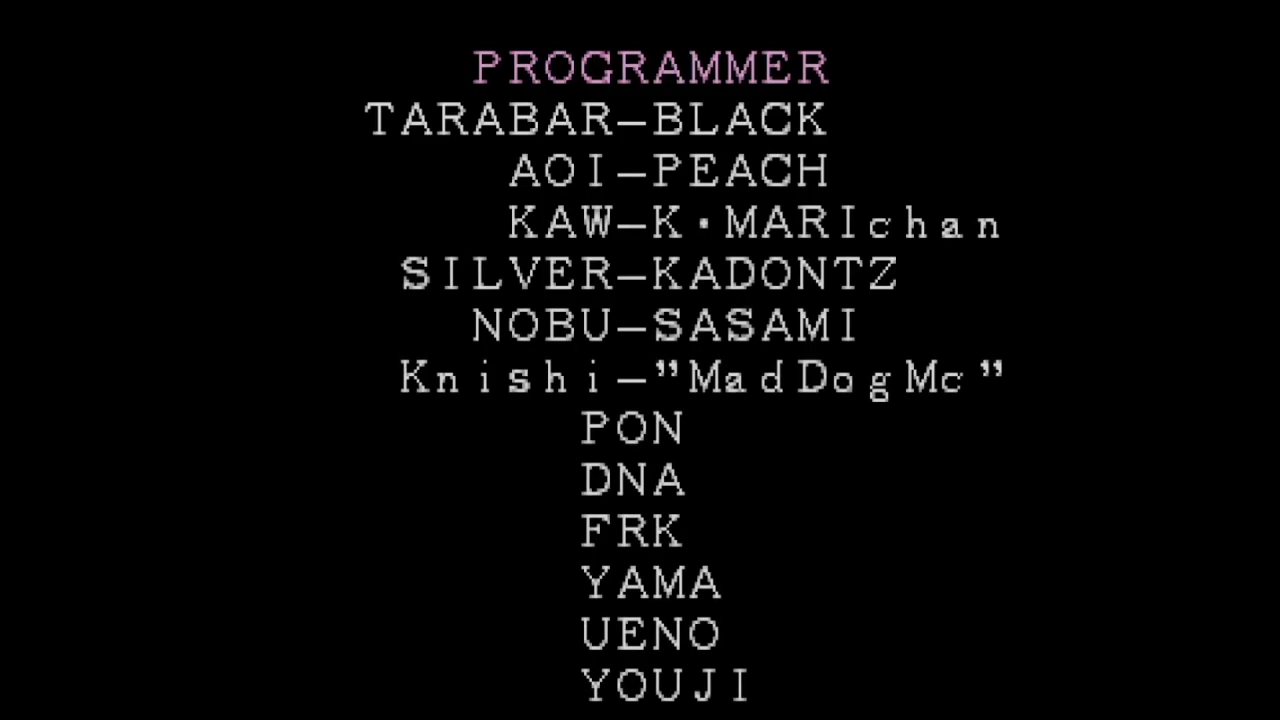 PROGRAMMER
TARABAR-BLACK
AOI-PEACH
KAW-K·MARIchan
SILVER-KADONTZ
NOBU-SASAMI
Knishi-"MadDogMc"
PON
DNA
FRK
YAMA
UENO
YOUJI